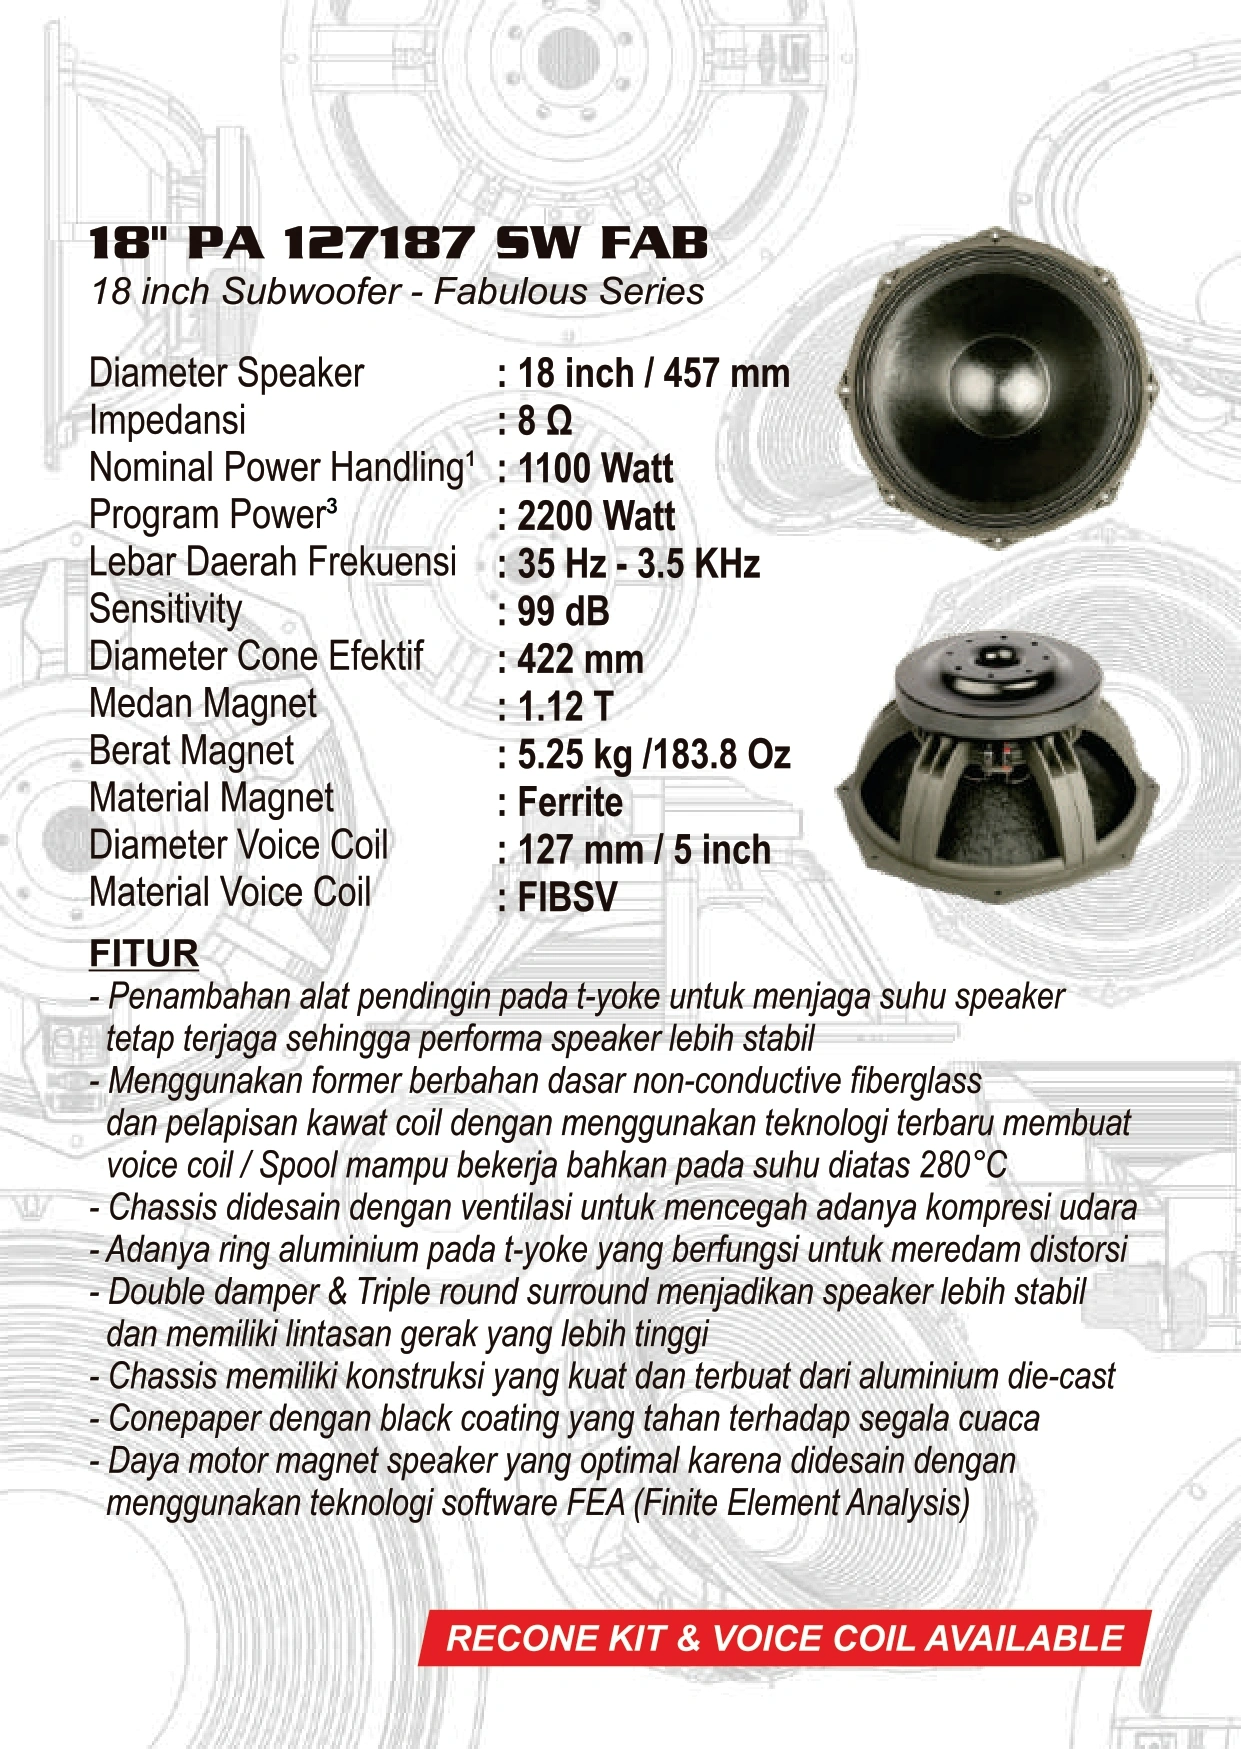 18" PA 127187 SW FAB
18 inch Subwoofer - Fabulous Series
Diameter Speaker : 18 inch / 457 mm
Impedansi : 8 Ω
Nominal Power Handling¹ : 1100 Watt
Program Power³ : 2200 Watt
Lebar Daerah Frekuensi : 35 Hz - 3.5 KHz
Sensitivity : 99 dB
Diameter Cone Efektif : 422 mm
Medan Magnet : 1.12 T
Berat Magnet : 5.25 kg /183.8 Oz
Material Magnet : Ferrite
Diameter Voice Coil : 127 mm / 5 inch
Material Voice Coil : FIBSV
FITUR
- Penambahan alat pendingin pada t-yoke untuk menjaga suhu speaker
tetap terjaga sehingga performa speaker lebih stabil
- Menggunakan former berbahan dasar non-conductive fiberglass
dan pelapisan kawat coil dengan menggunakan teknologi terbaru membuat
voice coil / Spool mampu bekerja bahkan pada suhu diatas 280°C
- Chassis didesain dengan ventilasi untuk mencegah adanya kompresi udara
- Adanya ring aluminium pada t-yoke yang berfungsi untuk meredam distorsi
- Double damper & Triple round surround menjadikan speaker lebih stabil
dan memiliki lintasan gerak yang lebih tinggi
- Chassis memiliki konstruksi yang kuat dan terbuat dari aluminium die-cast
- Conepaper dengan black coating yang tahan terhadap segala cuaca
- Daya motor magnet speaker yang optimal karena didesain dengan
menggunakan teknologi software FEA (Finite Element Analysis)
RECONE KIT & VOICE COIL AVAILABLE